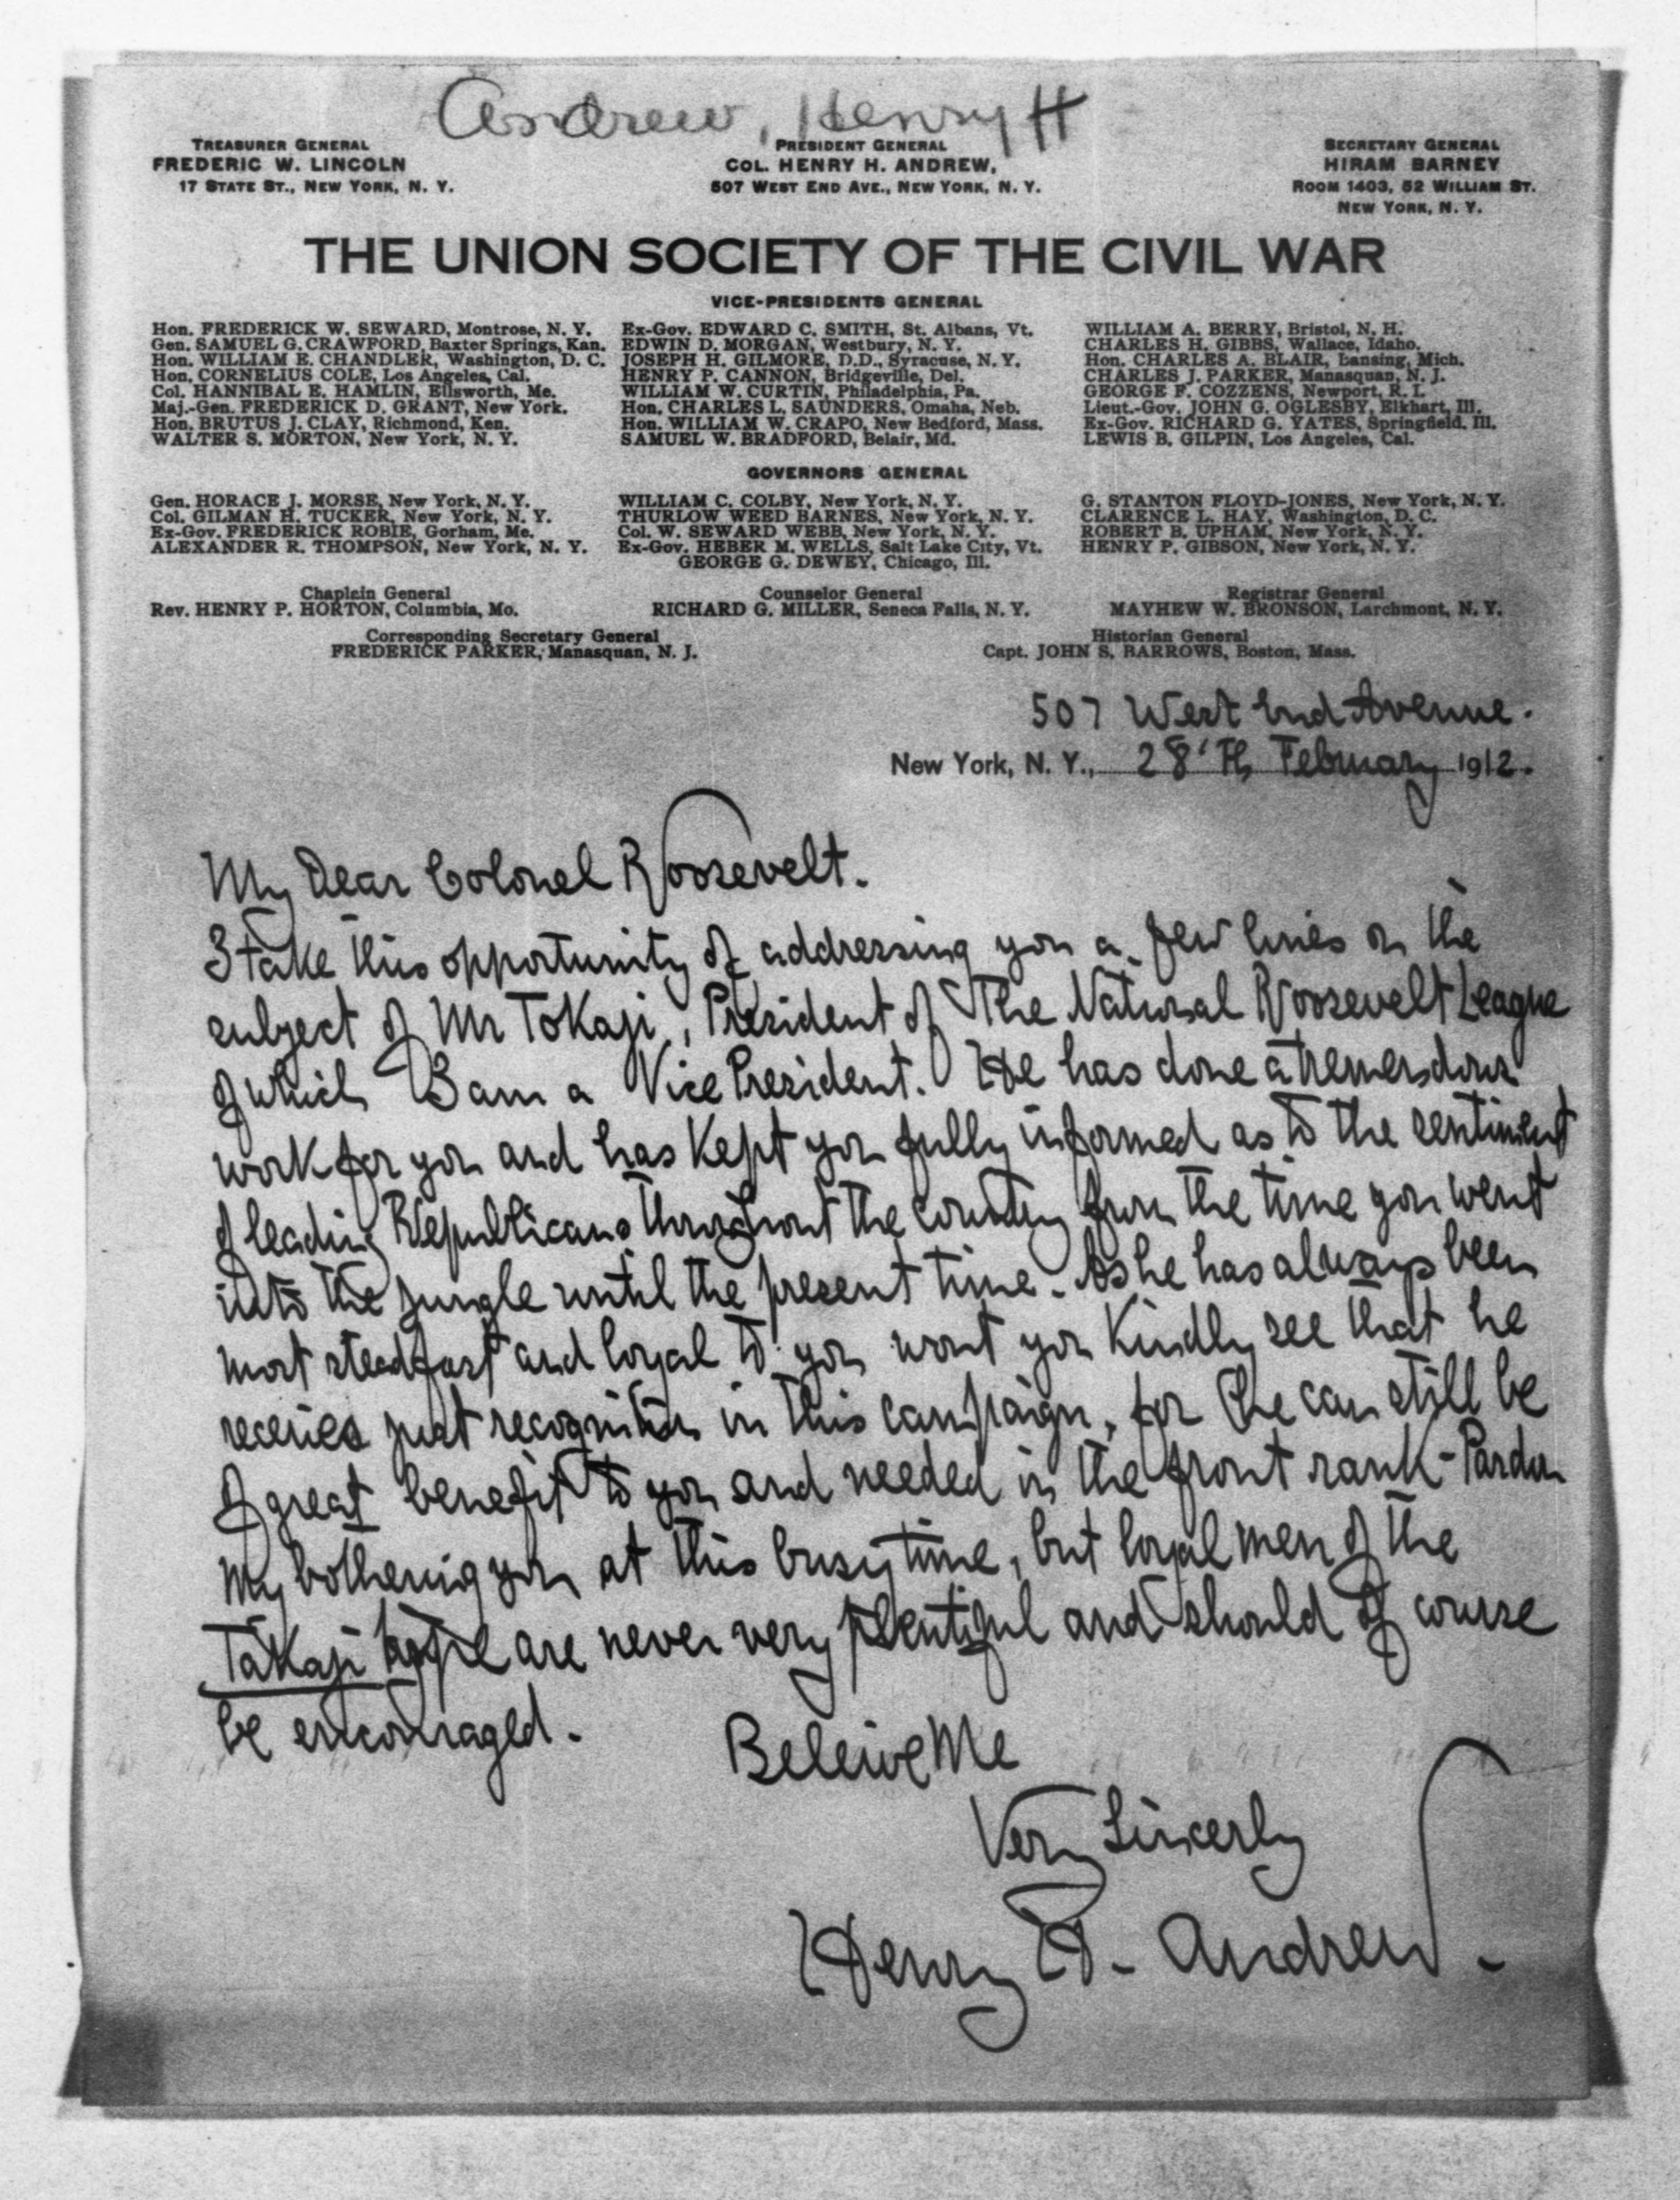 Andrew, Henry H
TREASURER GENERAL
FREDERIC W. LINCOLN
17 STATE ST., NEW YORK, N. Y.
PRESIDENT GENERAL
COL. HENRY H. ANDREW,
507 WEST END AVE., NEW YORK, N. Y.
SECRETARY GENERAL
HIRAM BARNEY
ROOM 1403, 52 WILLIAM ST.
NEW YORK, N. Y.
THE UNION SOCIETY OF THE CIVIL WAR
VICE-PRESIDENTS GENERAL
Hon. FREDERICK W. SEWARD, Montrose, N. Y.
Gen. SAMUEL G. CRAWFORD, Baxter Springs, Kan.
Hon. WILLIAM E. CHANDLER, Washington, D. C.
Hon. CORNELIUS COLE, Los Angeles, Cal.
Col. HANNIBAL E. HAMLIN, Ellsworth, Me.
Maj.-Gen. FREDERICK D. GRANT, New York.
Hon. BRUTUS J. CLAY, Richmond, Ken.
WALTER S. MORTON, New York, N. Y.
Ex-Gov. EDWARD C. SMITH, St. Albans, Vt.
EDWIN D. MORGAN, Westbury, N. Y.
JOSEPH H. GILMORE, D.D., Syracuse, N. Y.
HENRY P. CANNON, Bridgeville, Del.
WILLIAM W. CURTIN, Philadelphia, Pa.
Hon. CHARLES L. SAUNDERS, Omaha, Neb.
Hon. WILLIAM W. CRAPO, New Bedford, Mass.
SAMUEL W. BRADFORD, Belair, Md.
WILLIAM A. BERRY, Bristol, N. H.
CHARLES H. GIBBS, Wallace, Idaho.
Hon. CHARLES A. BLAIR, Lansing, Mich.
CHARLES J. PARKER, Manasquan, N. J.
GEORGE F. COZZENS, Newport, R. I.
Lieut.-Gov. JOHN G. OGLESBY, Elkhart, Ill.
Ex-Gov. RICHARD G. YATES, Springfield, Ill.
LEWIS B. GILPIN, Los Angeles, Cal.
GOVERNORS GENERAL
Gen. HORACE J. MORSE, New York, N. Y.
Col. GILMAN H. TUCKER, New York, N. Y.
Ex-Gov. FREDERICK ROBIE, Gorham, Me.
ALEXANDER R. THOMPSON, New York, N. Y.
WILLIAM C. COLBY, New York, N. Y.
THURLOW WEED BARNES, New York, N. Y.
Col. W. SEWARD WEBB, New York, N. Y.
Ex-Gov. HEBER M. WELLS, Salt Lake City, Vt.
GEORGE G. DEWEY, Chicago, Ill.
G. STANTON FLOYD-JONES, New York, N. Y.
CLARENCE L. HAY, Washington, D. C.
ROBERT B. UPHAM, New York, N. Y.
HENRY P. GIBSON, New York, N. Y.
Chaplain General
Rev. HENRY P. HORTON, Columbia, Mo.
Counselor General
RICHARD G. MILLER, Seneca Falls, N. Y.
Registrar General
MAYHEW W. BRONSON, Larchmont, N. Y.
Corresponding Secretary General
FREDERICK PARKER, Manasquan, N. J.
Historian General
Capt. JOHN S. BARROWS, Boston, Mass.
507 West End Avenue.
New York, N. Y., 28'th February 1912.
My Dear Colonel Roosevelt.
I take this opportunity of addressing you a few lines on the
subject of Mr Tokaji, President of The National Roosevelt League
of which I am a Vice President. He has done a tremendous
work for you and has kept you fully informed as to the sentiment
of leading Republicans throughout the country from the time you went
into the jungle until the present time. As he has always been
most steadfast and loyal to you wont you kindly see that he
receives just recognition in this campaign, for he can still be
of great benefit to you and needed in the front rank - Pardon
my bothering you at this busy time, but loyal men of the
Takaji type are never very plentiful and should of course
be encouraged.
Beleive Me
Very Sincerly
Henry H. Andrew.